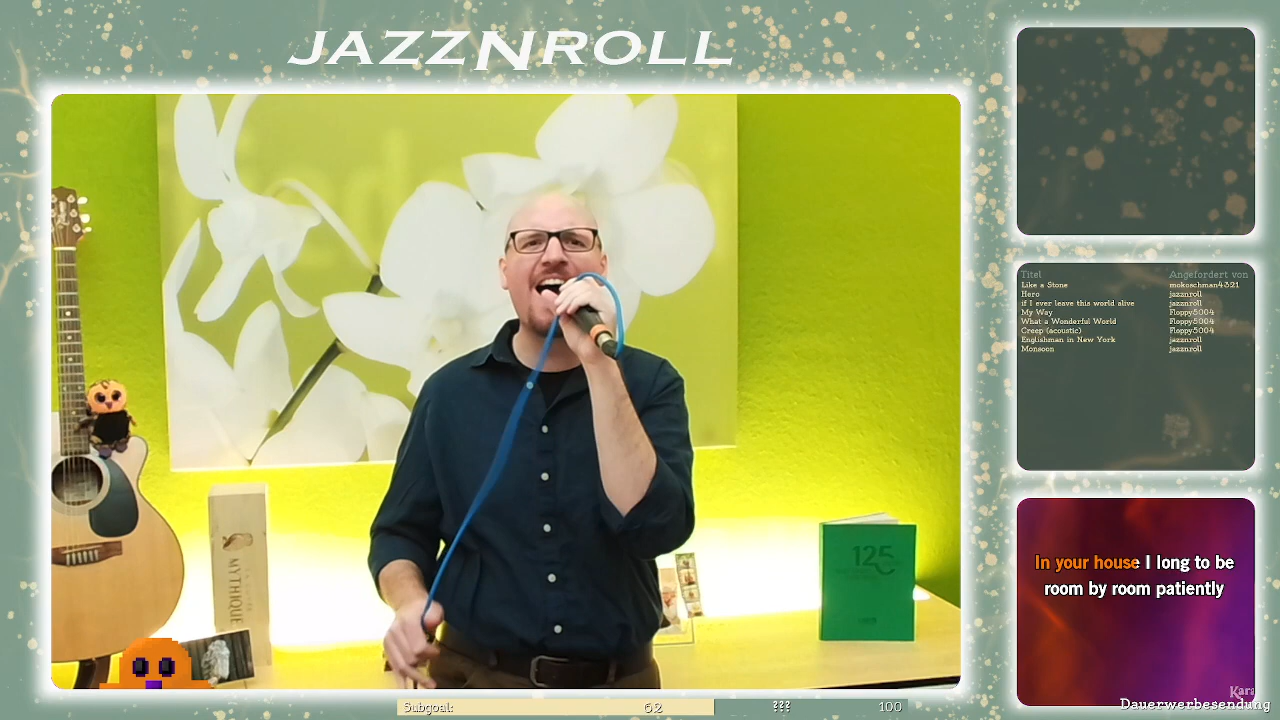 JAZZNROLL
Titel Angefordert von
Like a Stone mokoschman4321
Hero jazznroll
if I ever leave this world alive jazznroll
My Way Floppy5004
What a Wonderful World Floppy5004
Creep (acoustic) Floppy5004
Englishman in New York jazznroll
Monsoon jazznroll
MYTHIQUE
125
In your house I long to be
room by room patiently
Kara
Dauerwerbesendung
Subgoal: 62 ??? 100